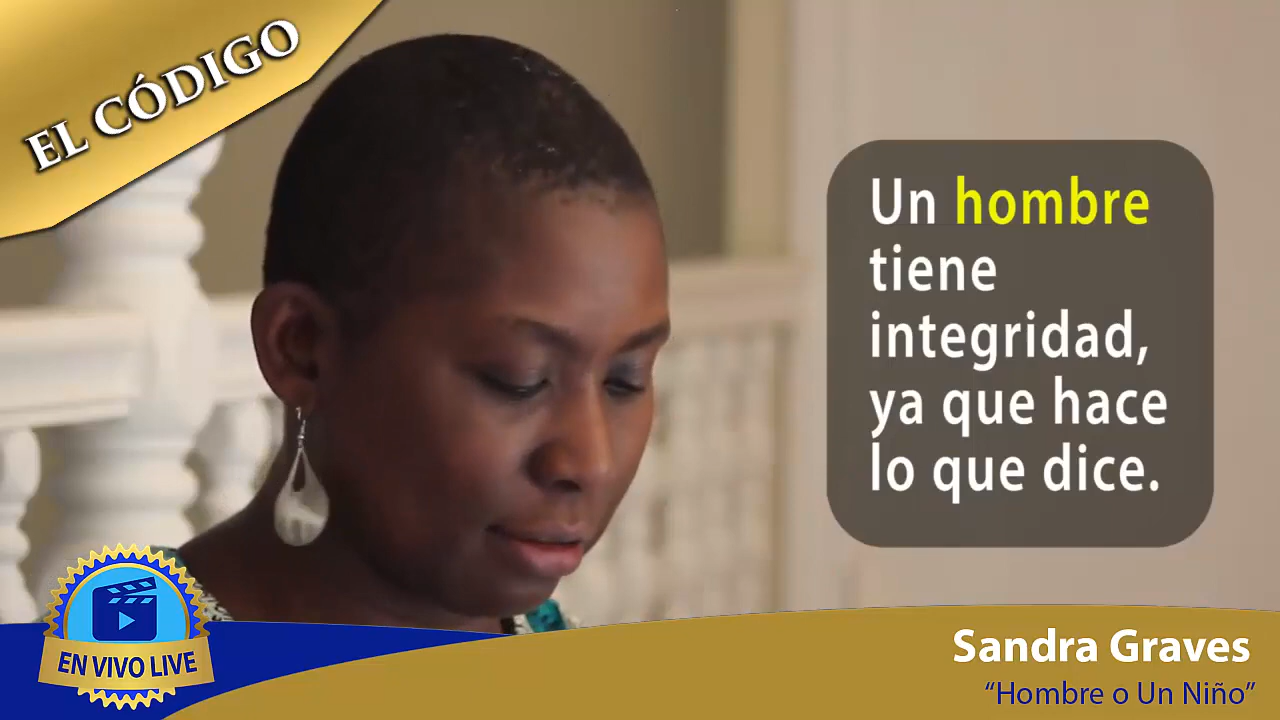 EL CÓDIGO
Un hombre
tiene
integridad,
ya que hace
lo que dice.
EN VIVO LIVE
Sandra Graves
“Hombre o Un Niño”